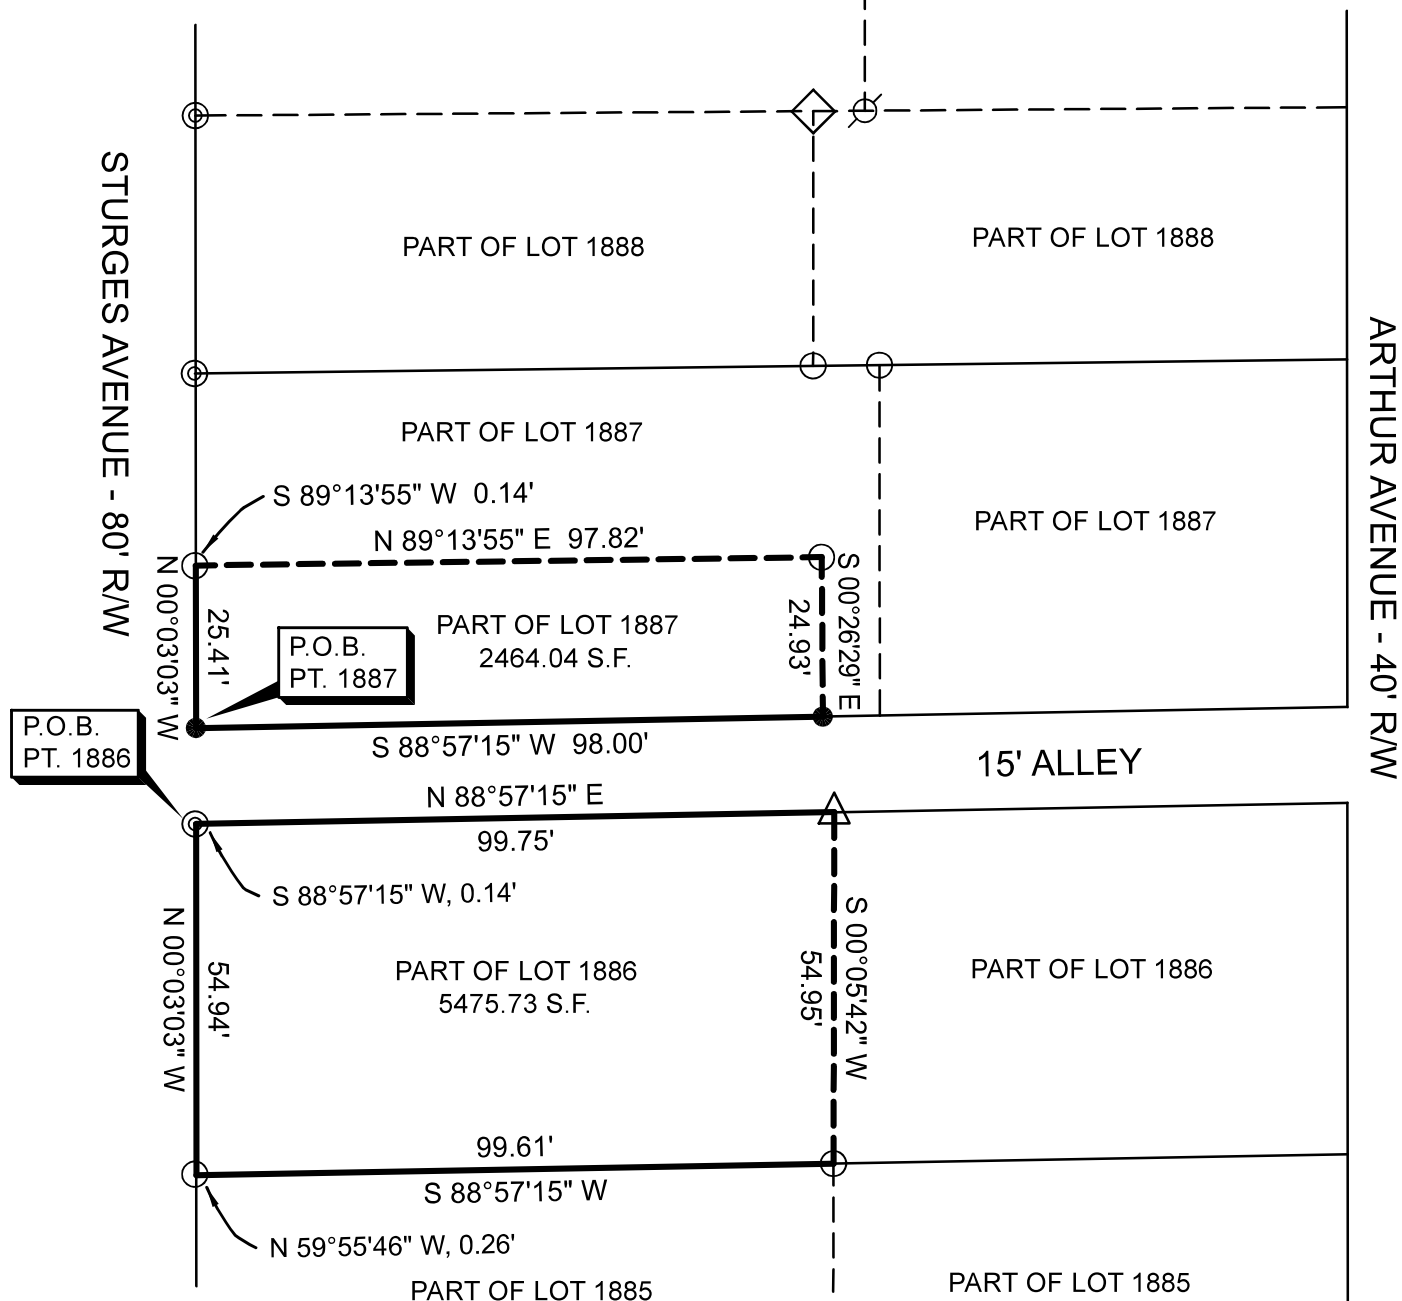 STURGES AVENUE - 80' R/W
PART OF LOT 1888
PART OF LOT 1888
ARTHUR AVENUE - 40' R/W
PART OF LOT 1887
S 89°13'55" W 0.14'
N 89°13'55" E 97.82'
PART OF LOT 1887
N 00°03'03" W
25.41'
PART OF LOT 1887
2464.04 S.F.
24.93'
S 00°26'29" E
P.O.B.
PT. 1887
P.O.B.
PT. 1886
S 88°57'15" W 98.00'
15' ALLEY
N 88°57'15" E
99.75'
S 88°57'15" W, 0.14'
N 00°03'03" W
54.94'
PART OF LOT 1886
5475.73 S.F.
54.95'
S 00°05'42" W
PART OF LOT 1886
99.61'
S 88°57'15" W
N 59°55'46" W, 0.26'
PART OF LOT 1885
PART OF LOT 1885